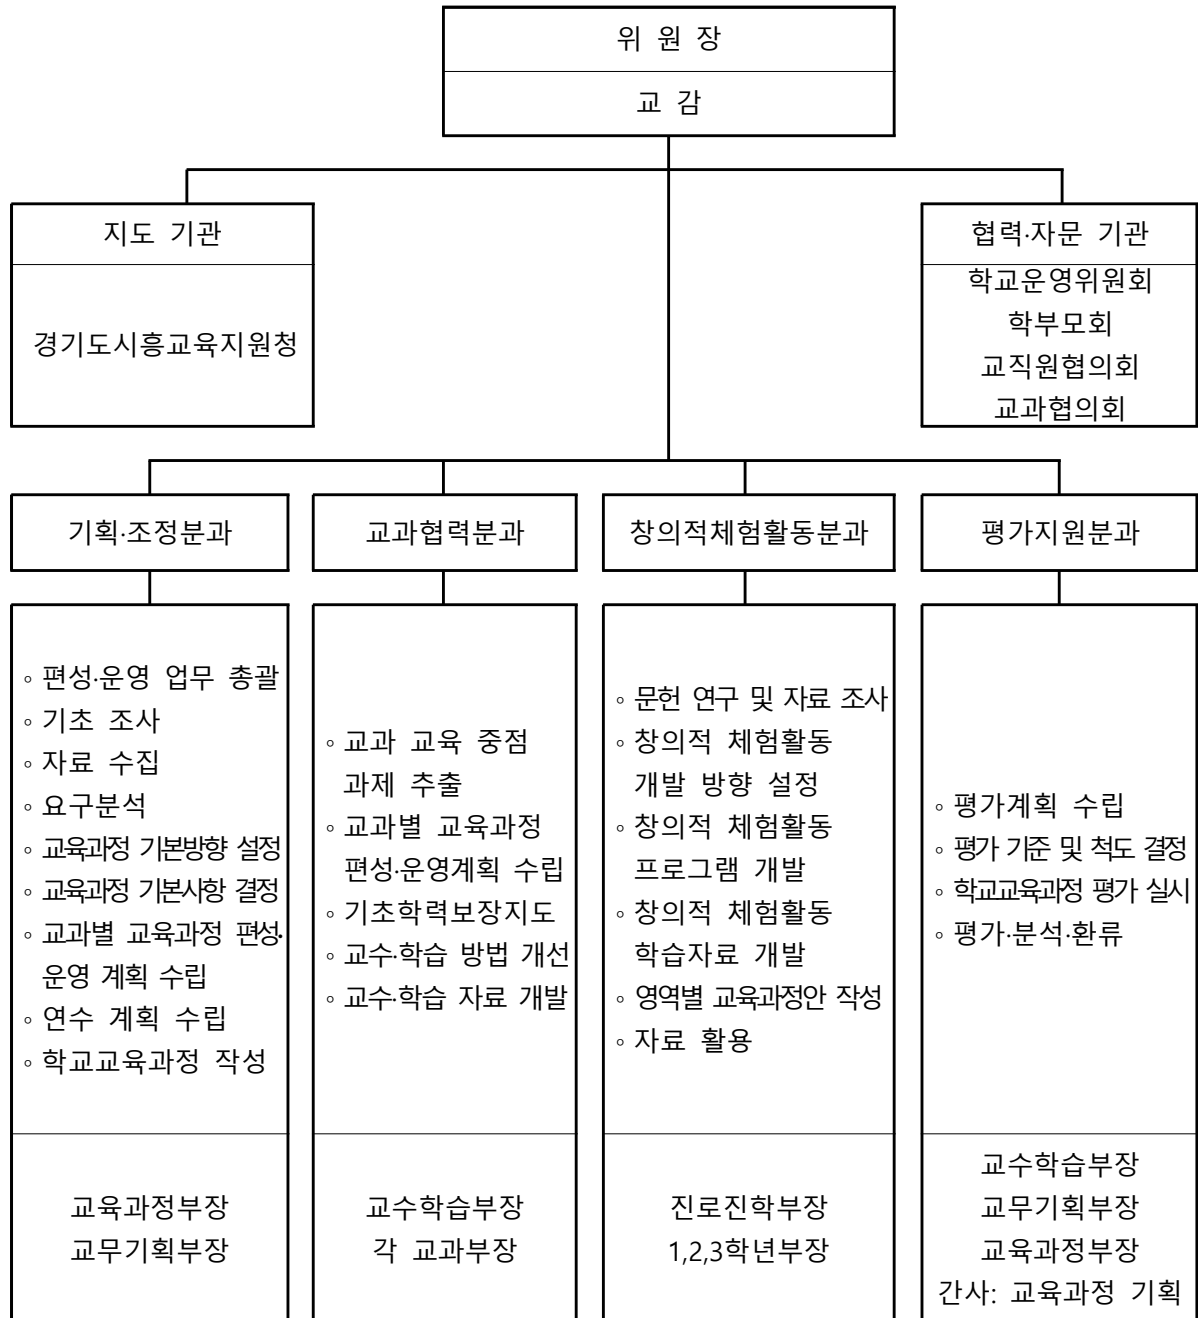 위 원 장
교 감
지도 기관
경기도시흥교육지원청
협력·자문 기관
학교운영위원회
학부모회
교직원협의회
교과협의회
기획·조정분과
◦ 편성·운영 업무 총괄
◦ 기초 조사
◦ 자료 수집
◦ 요구분석
◦ 교육과정 기본방향 설정
◦ 교육과정 기본사항 결정
◦ 교과별 교육과정 편성·
운영 계획 수립
◦ 연수 계획 수립
◦ 학교교육과정 작성
교육과정부장
교무기획부장
교과협력분과
◦ 교과 교육 중점
과제 추출
◦ 교과별 교육과정
편성·운영계획 수립
◦ 기초학력보장지도
◦ 교수·학습 방법 개선
◦ 교수·학습 자료 개발
교수학습부장
각 교과부장
창의적체험활동분과
◦ 문헌 연구 및 자료 조사
◦ 창의적 체험활동
개발 방향 설정
◦ 창의적 체험활동
프로그램 개발
◦ 창의적 체험활동
학습자료 개발
◦ 영역별 교육과정안 작성
◦ 자료 활용
진로진학부장
1,2,3학년부장
평가지원분과
◦ 평가계획 수립
◦ 평가 기준 및 척도 결정
◦ 학교교육과정 평가 실시
◦ 평가·분석·환류
교수학습부장
교무기획부장
교육과정부장
간사: 교육과정 기획